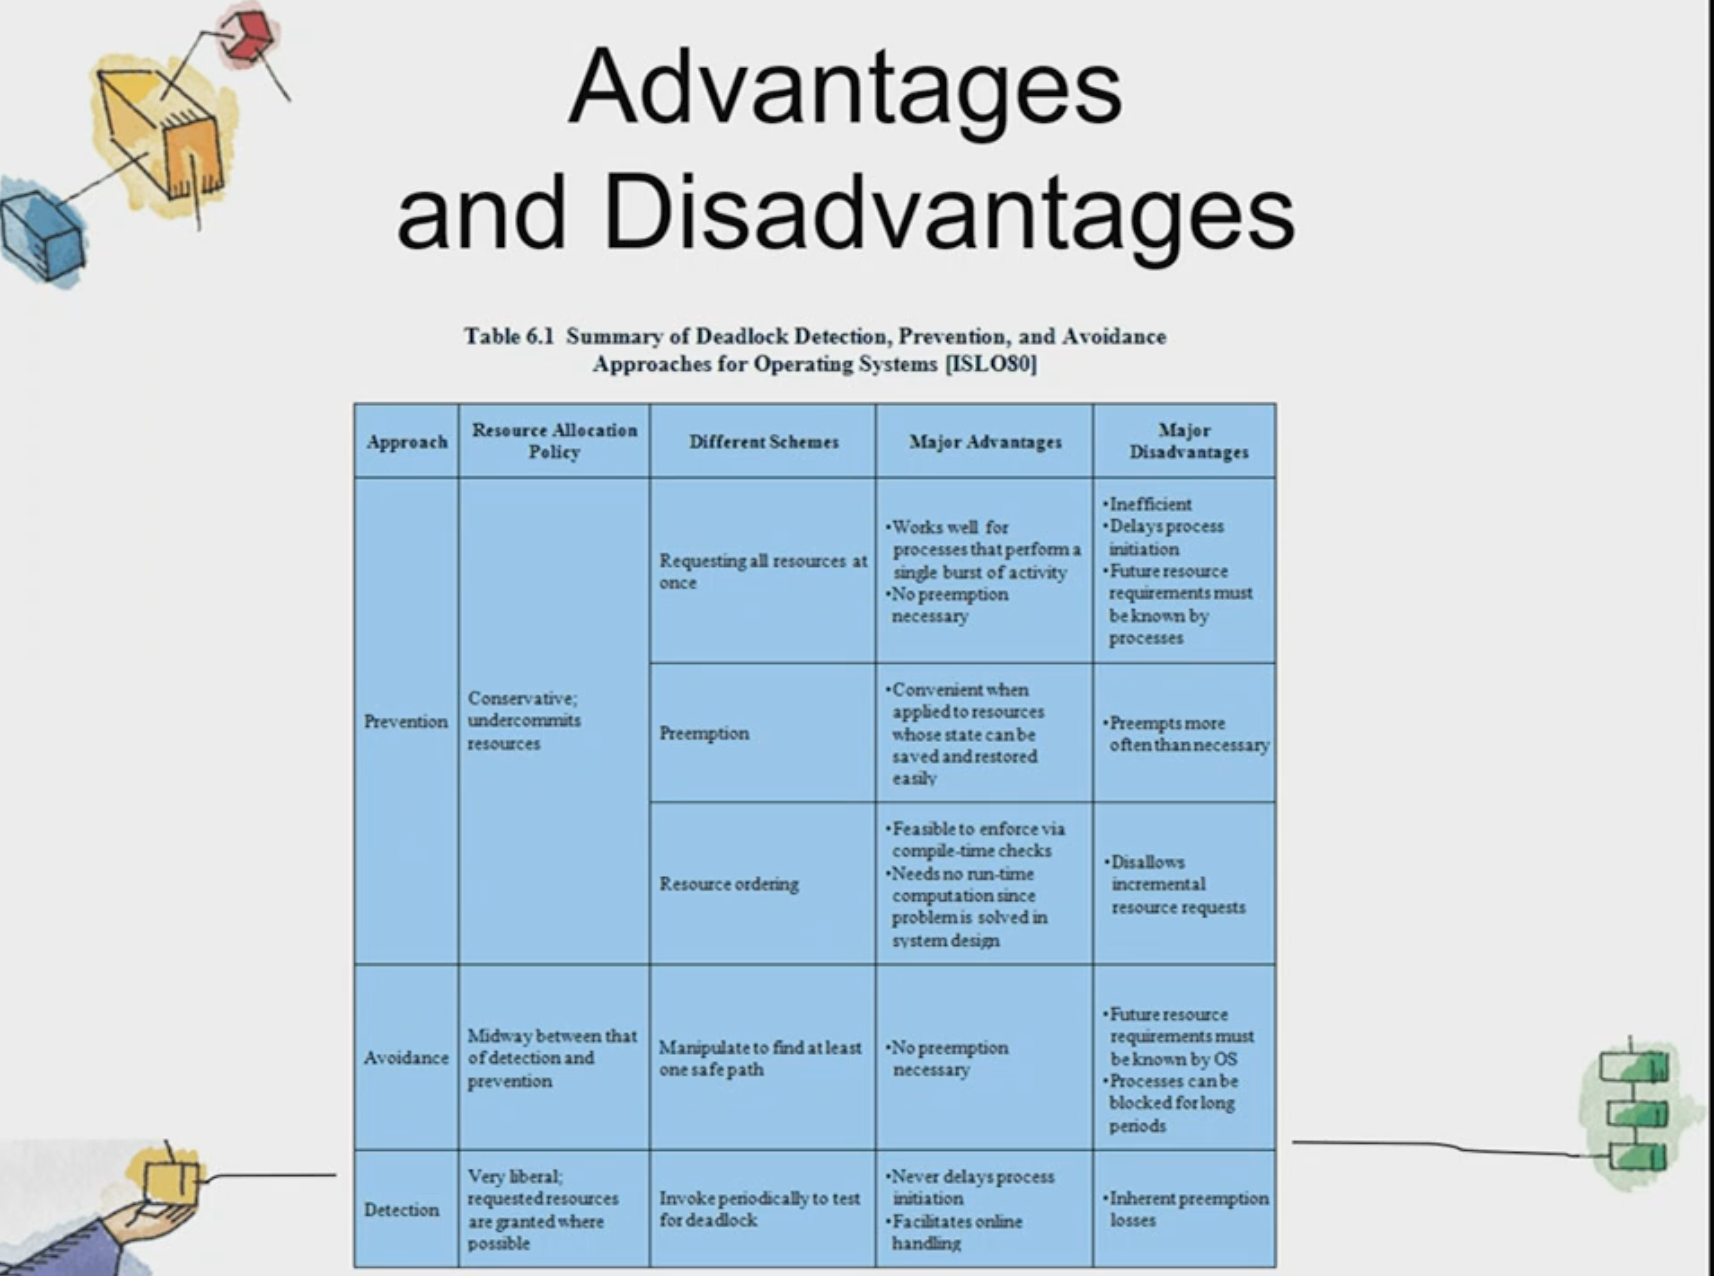 Advantages
and Disadvantages
Table 6.1 Summary of Deadlock Detection, Prevention, and Avoidance
Approaches for Operating Systems [ISLO80]
Approach
Resource Allocation
Policy
Different Schemes
Major Advantages
Major
Disadvantages
Prevention
Conservative;
undercommits
resources
Requesting all resources at
once
•Works well for
processes that perform a
single burst of activity
•No preemption
necessary
•Inefficient
•Delays process
initiation
•Future resource
requirements must
be known by
processes
Preemption
•Convenient when
applied to resources
whose state can be
saved and restored
easily
•Preempts more
often than necessary
Resource ordering
•Feasible to enforce via
compile-time checks
•Needs no run-time
computation since
problem is solved in
system design
•Disallows
incremental
resource requests
Avoidance
Midway between that
of detection and
prevention
Manipulate to find at least
one safe path
•No preemption
necessary
•Future resource
requirements must
be known by OS
•Processes can be
blocked for long
periods
Detection
Very liberal;
requested resources
are granted where
possible
Invoke periodically to test
for deadlock
•Never delays process
initiation
•Facilitates online
handling
•Inherent preemption
losses